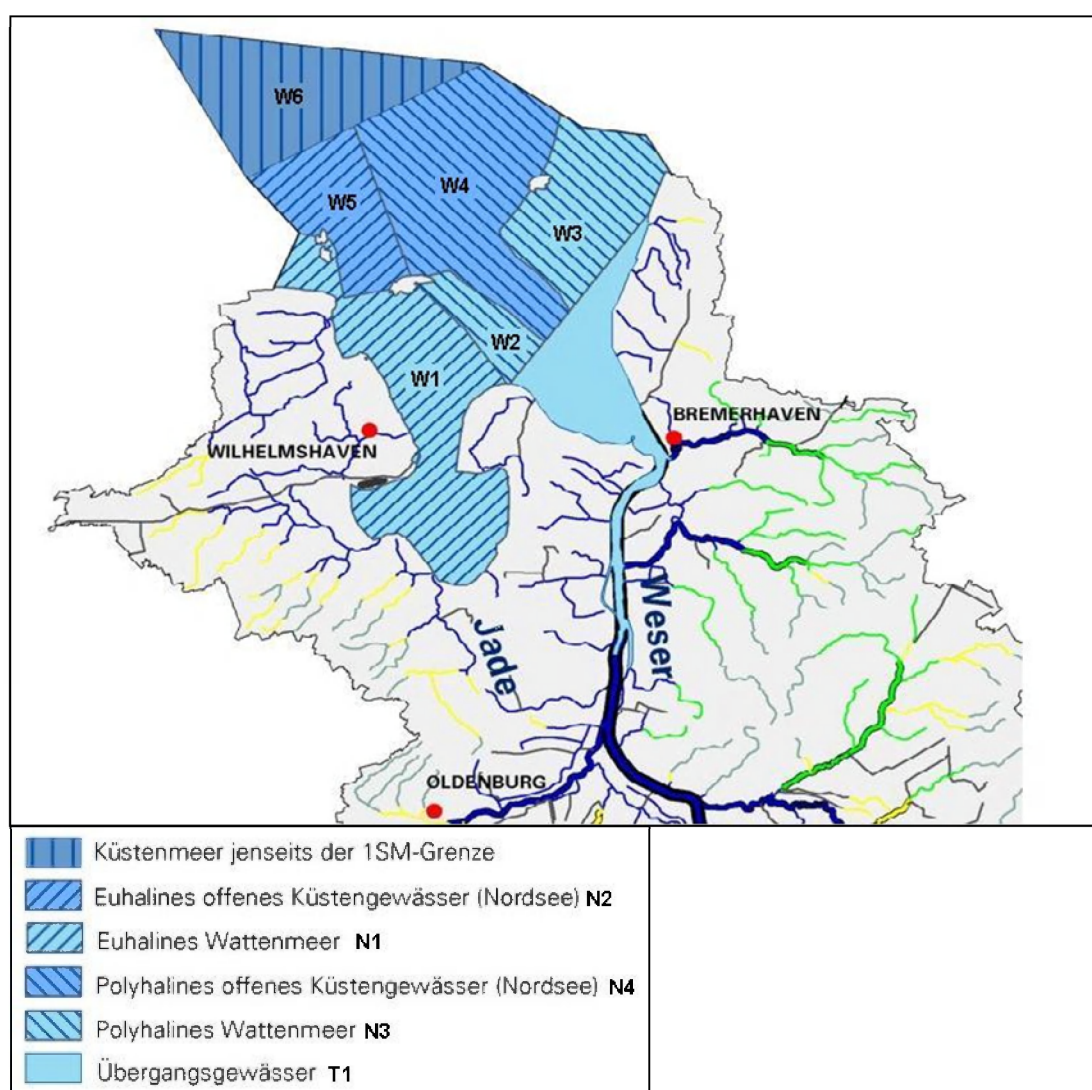 W6
W5
W4
W3
W2
W1
BREMERHAVEN
WILHELMSHAVEN
Jade
Weser
OLDENBURG
Küstenmeer jenseits der 1SM-Grenze
Euhalines offenes Küstengewässer (Nordsee) N2
Euhalines Wattenmeer N1
Polyhalines offenes Küstengewässer (Nordsee) N4
Polyhalines Wattenmeer N3
Übergangsgewässer T1